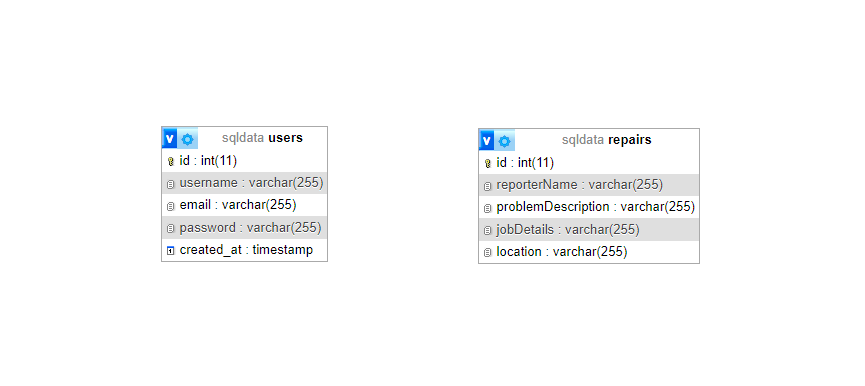 sqldata users
id : int(11)
username : varchar(255)
email : varchar(255)
password : varchar(255)
created_at : timestamp
sqldata repairs
id : int(11)
reporterName : varchar(255)
problemDescription : varchar(255)
jobDetails : varchar(255)
location : varchar(255)